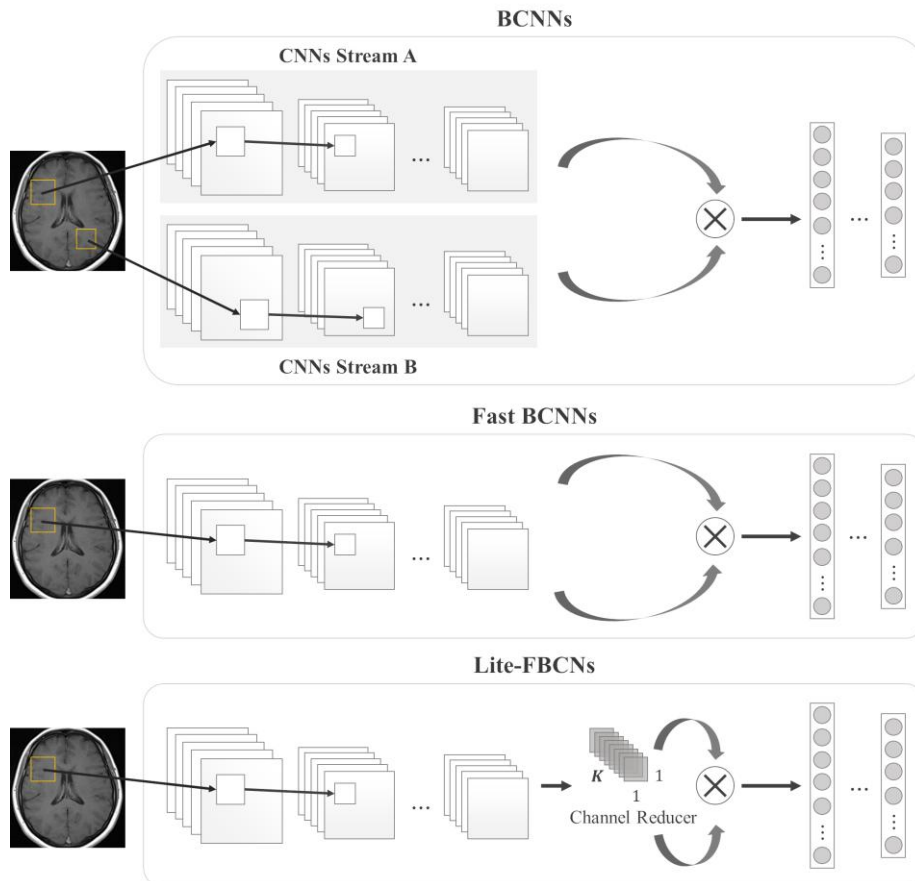 BCNNs
CNNs Stream A
...
...
...
CNNs Stream B
Fast BCNNs
...
...
Lite-FBCNs
K
1
1
...
...
Channel Reducer